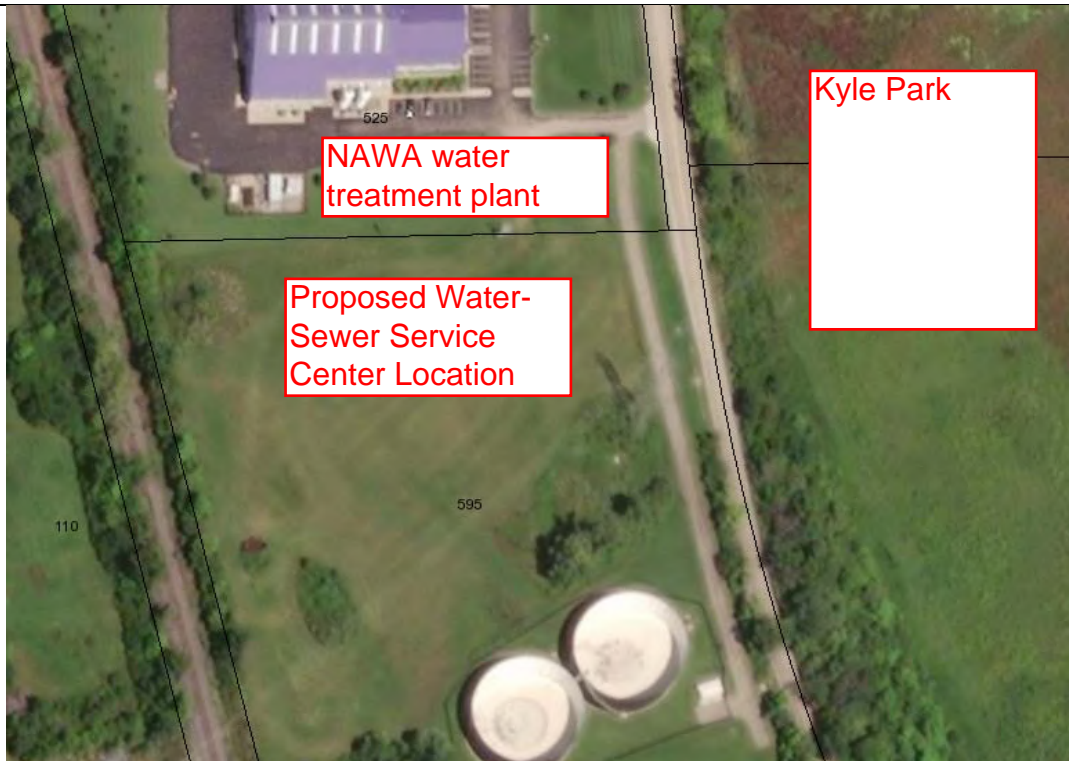 Kyle Park
525
NAWA water
treatment plant
Proposed Water-
Sewer Service
Center Location
595
110